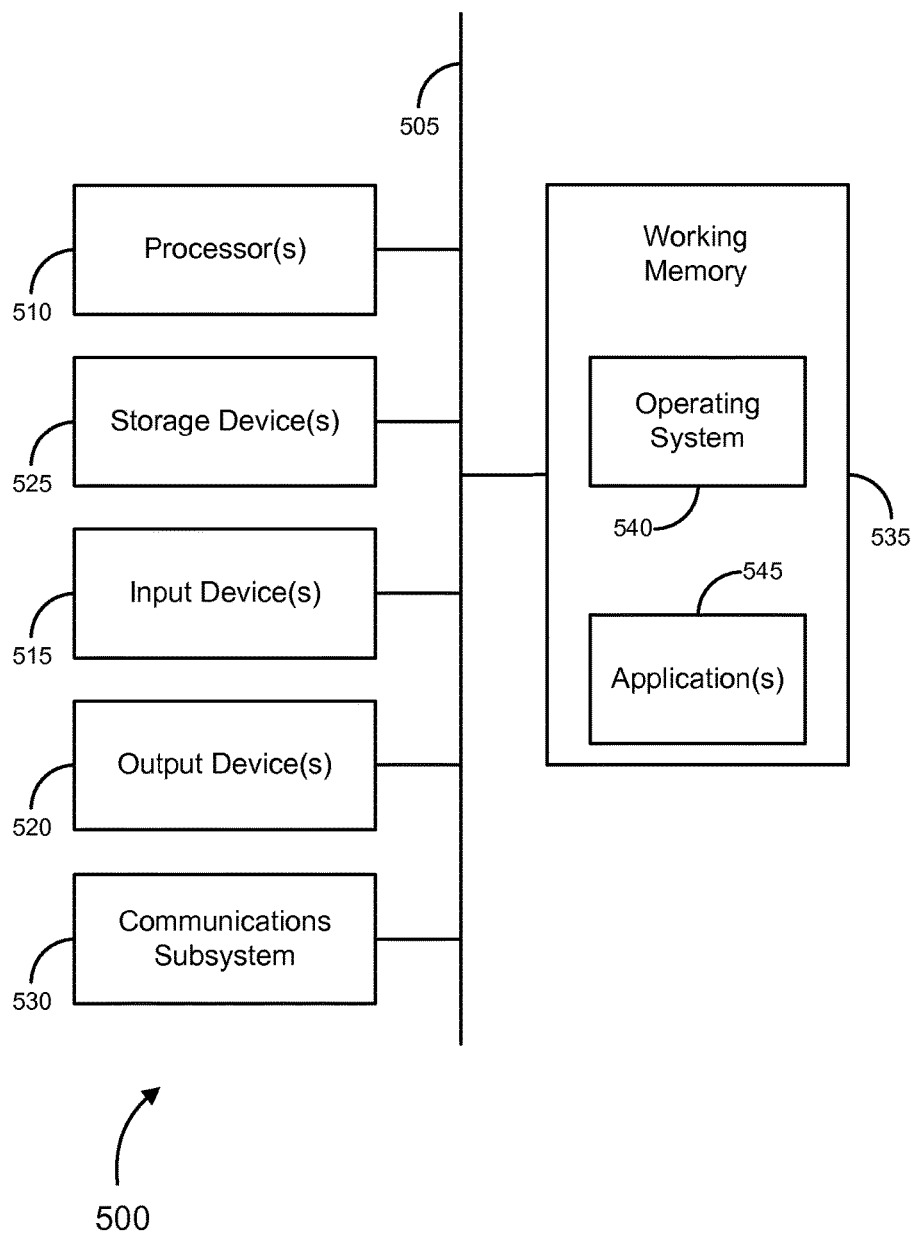 505
Processor(s)
510
Working
Memory
Storage Device(s)
525
Operating
System
540
535
Input Device(s)
515
545
Application(s)
Output Device(s)
520
Communications
Subsystem
530
500